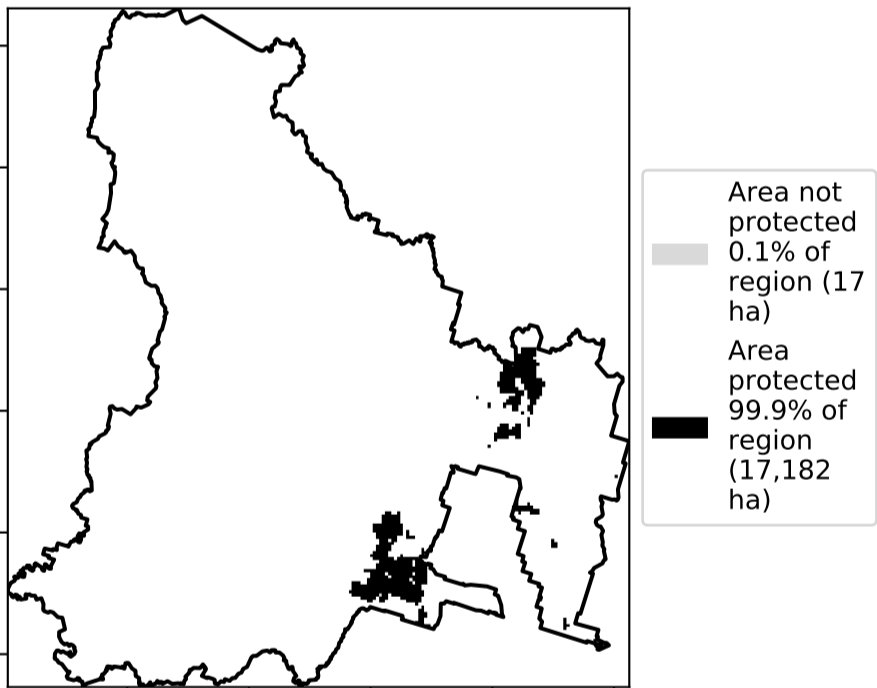 Area not
protected
0.1% of
region (17
ha)
Area
protected
99.9% of
region
(17,182
ha)